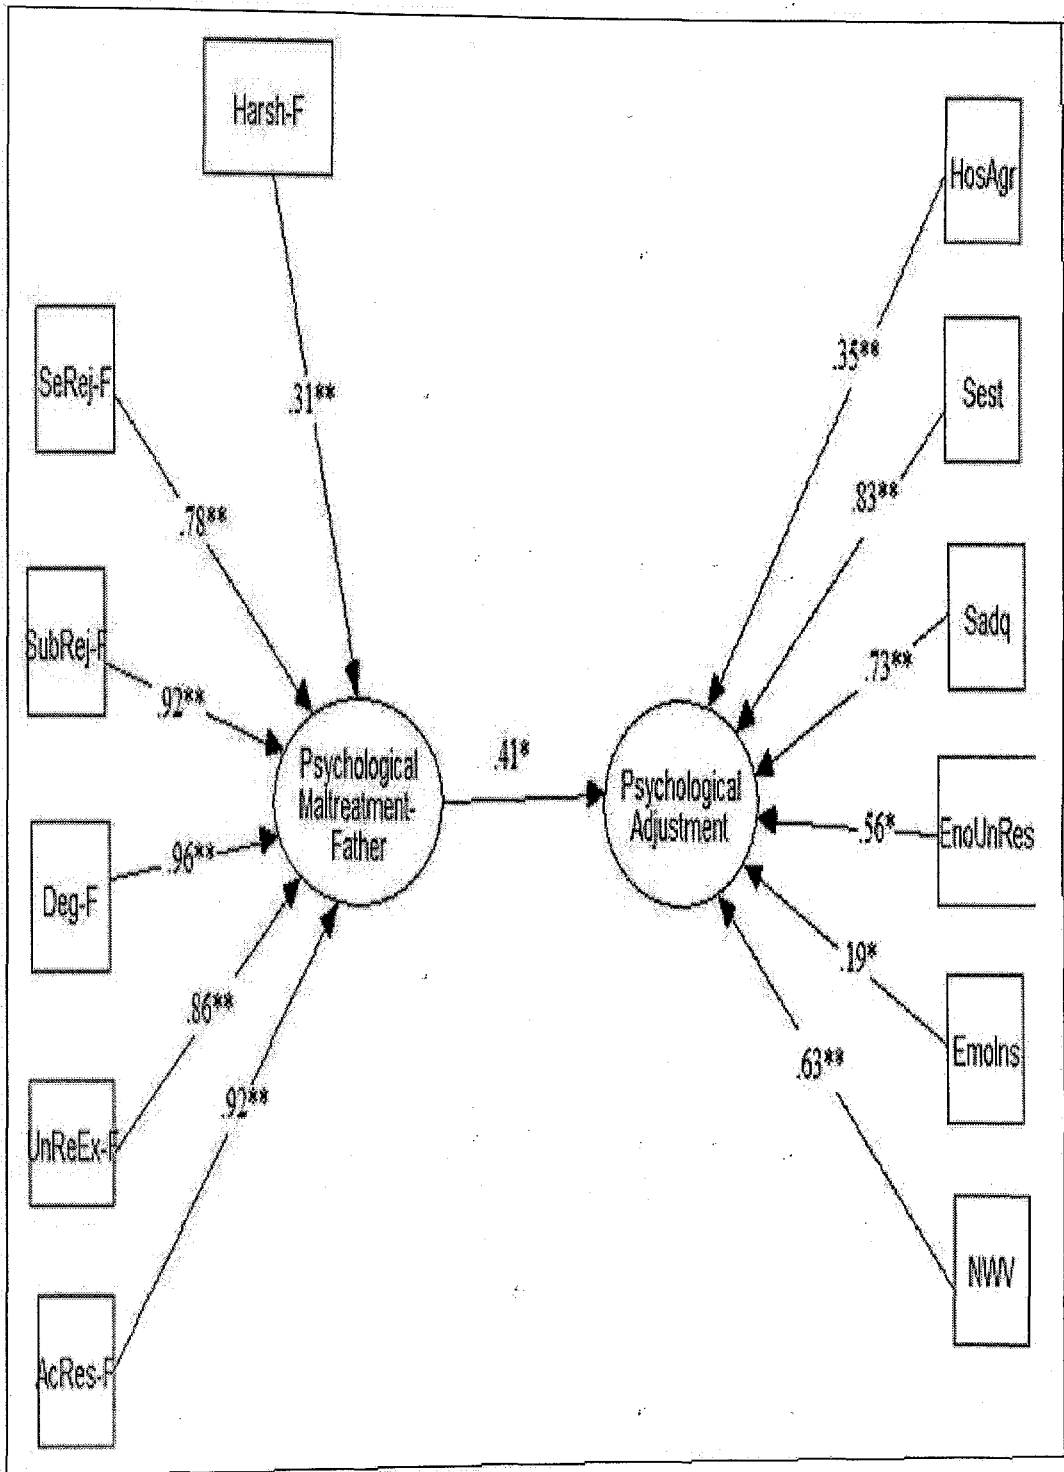 Harsh-F
HosAgr
.31**
.35**
SeRej-F
Sest
.78**
.83**
SubRej-F
Sadq
.92**
.73**
Psychological
Maltreatment-
Father
.41*
Psychological
Adjustment
.56*
EnoUnRes
.96**
Deg-F
.19*
.86**
EmoIns
.63**
.92**
UnReEx-F
NWV
AcRes-F